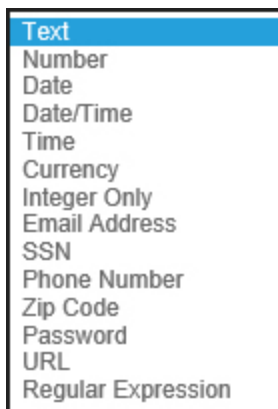 Text
Number
Date
Date/Time
Time
Currency
Integer Only
Email Address
SSN
Phone Number
Zip Code
Password
URL
Regular Expression